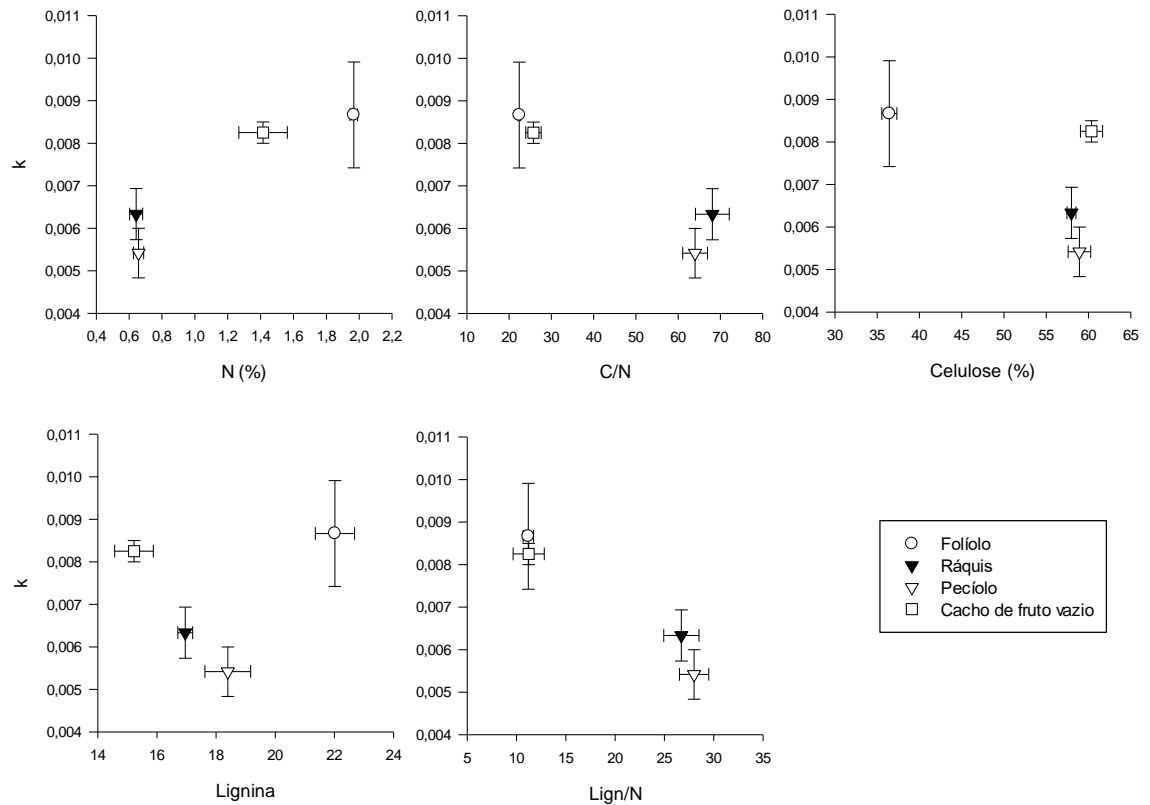 0,011
0,010
0,009
0,008
0,007
0,006
0,005
0,004
k
0,4 0,6 0,8 1,0 1,2 1,4 1,6 1,8 2,0 2,2
N (%)
0,011
0,010
0,009
0,008
0,007
0,006
0,005
0,004
10 20 30 40 50 60 70 80
C/N
0,011
0,010
0,009
0,008
0,007
0,006
0,005
0,004
30 35 40 45 50 55 60 65
Celulose (%)
0,011
0,010
0,009
0,008
0,007
0,006
0,005
0,004
k
14 16 18 20 22 24
Lignina
0,011
0,010
0,009
0,008
0,007
0,006
0,005
0,004
5 10 15 20 25 30 35
Lign/N
Folíolo
Ráquis
Pecíolo
Cacho de fruto vazio